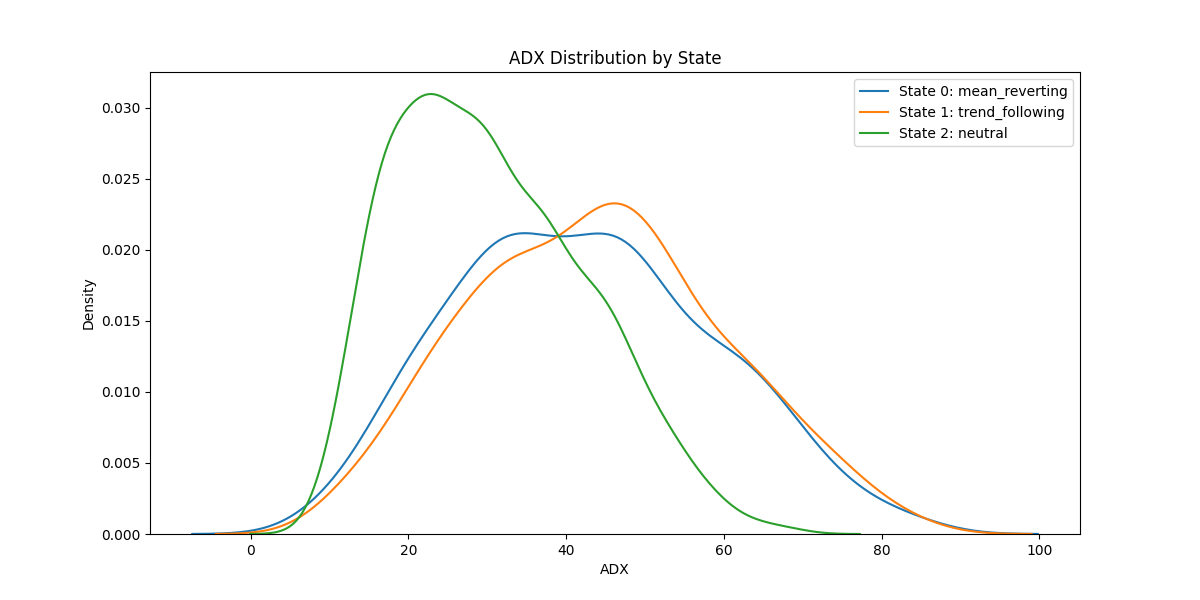 ADX Distribution by State
State 0: mean_reverting
State 1: trend_following
State 2: neutral
Density
0.030
0.025
0.020
0.015
0.010
0.005
0.000
0 20 40 60 80 100
ADX